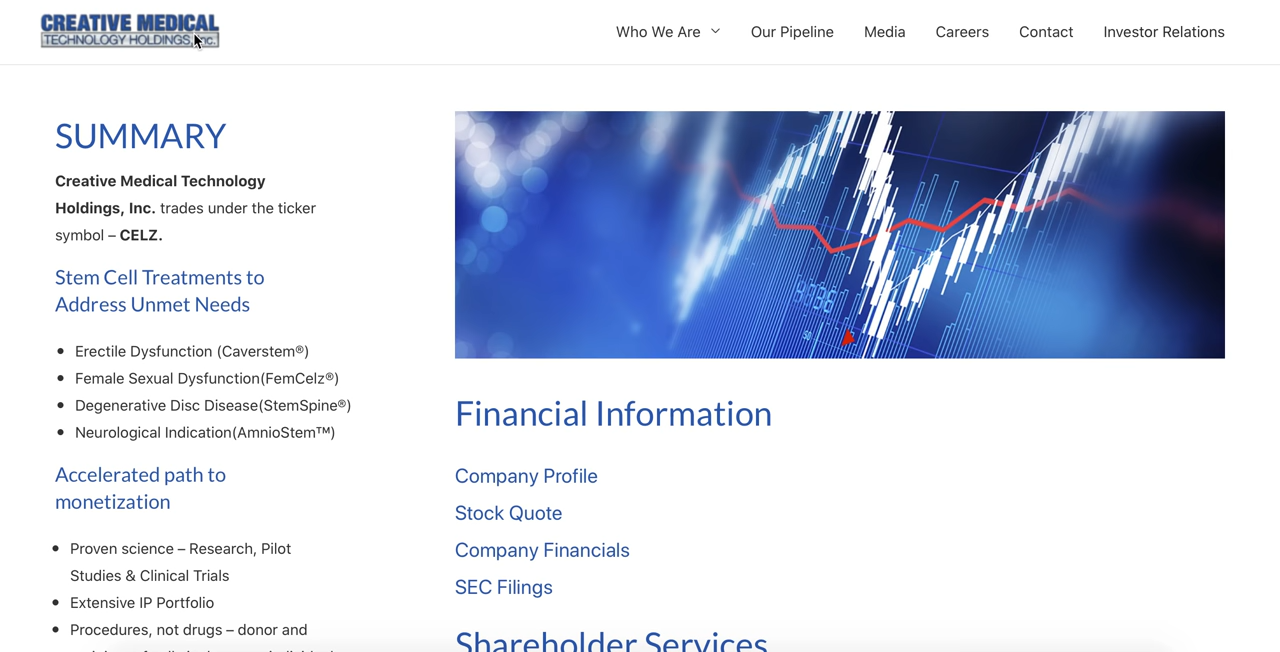 CREATIVE MEDICAL
TECHNOLOGY HOLDINGS, Inc.
Who We Are
Our Pipeline
Media
Careers
Contact
Investor Relations
SUMMARY
Creative Medical Technology
Holdings, Inc. trades under the ticker
symbol – CELZ.
Stem Cell Treatments to
Address Unmet Needs
Erectile Dysfunction (Caverstem®)
Female Sexual Dysfunction(FemCelz®)
Degenerative Disc Disease(StemSpine®)
Neurological Indication(AmnioStem™)
Accelerated path to
monetization
Proven science – Research, Pilot
Studies & Clinical Trials
Extensive IP Portfolio
Procedures, not drugs – donor and
Financial Information
Company Profile
Stock Quote
Company Financials
SEC Filings
Shareholder Services